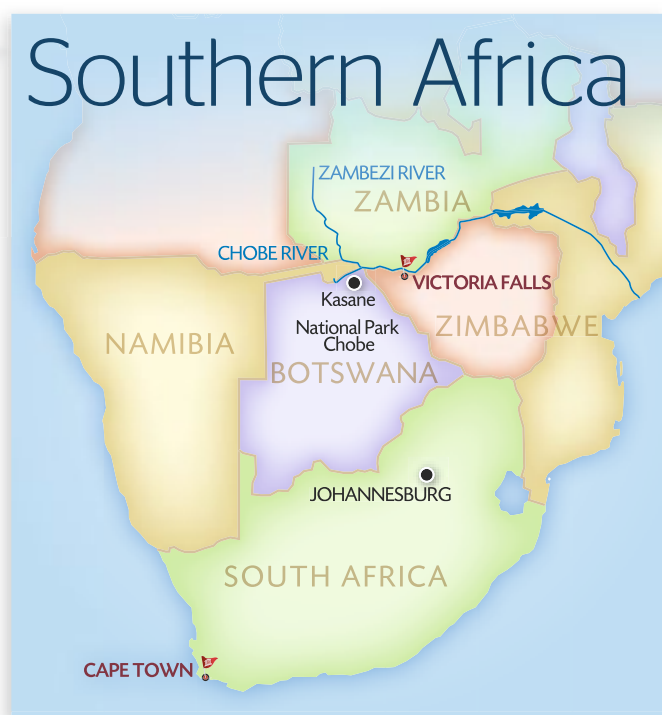 Southern Africa
ZAMBEZI RIVER
ZAMBIA
CHOBE RIVER
VICTORIA FALLS
Kasane
National Park
Chobe
ZIMBABWE
NAMIBIA
BOTSWANA
JOHANNESBURG
SOUTH AFRICA
CAPE TOWN